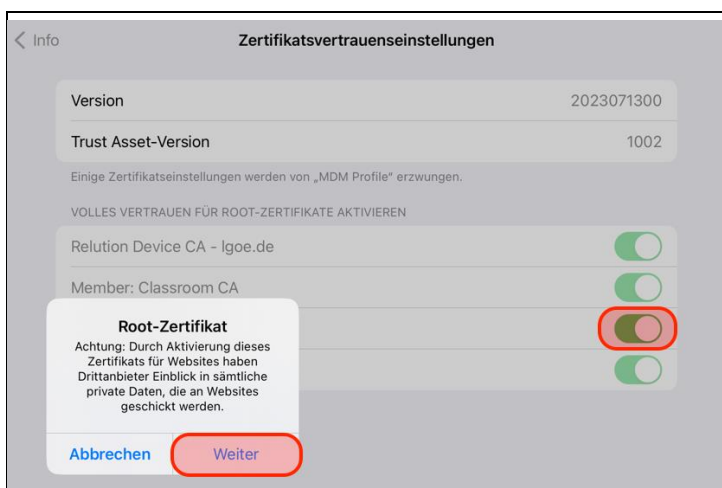 Info
Zertifikatsvertrauenseinstellungen
Version 2023071300
Trust Asset-Version 1002
Einige Zertifikatseinstellungen werden von „MDM Profile“ erzwungen.
VOLLES VERTRAUEN FÜR ROOT-ZERTIFIKATE AKTIVIEREN
Relution Device CA - lgoe.de
Member: Classroom CA
Root-Zertifikat
Achtung: Durch Aktivierung dieses
Zertifikats für Websites haben
Drittanbieter Einblick in sämtliche
private Daten, die an Websites
geschickt werden.
Abbrechen Weiter